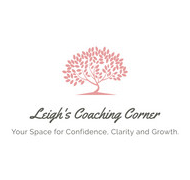 Leigh's Coaching Corner
Your Space for Confidence, Clarity and Growth.